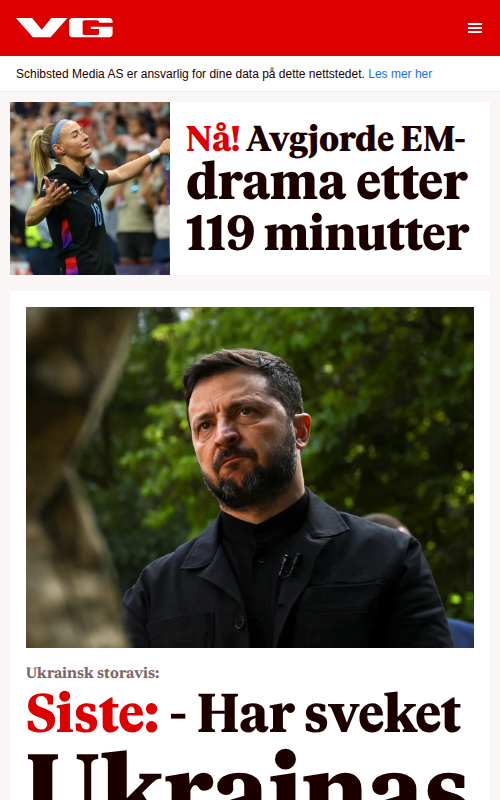 VG
Schibsted Media AS er ansvarlig for dine data på dette nettstedet. Les mer her
Nå! Avgjorde EM-
drama etter
119 minutter
Ukrainsk storavis:
Siste: - Har sveket
Ukrainas